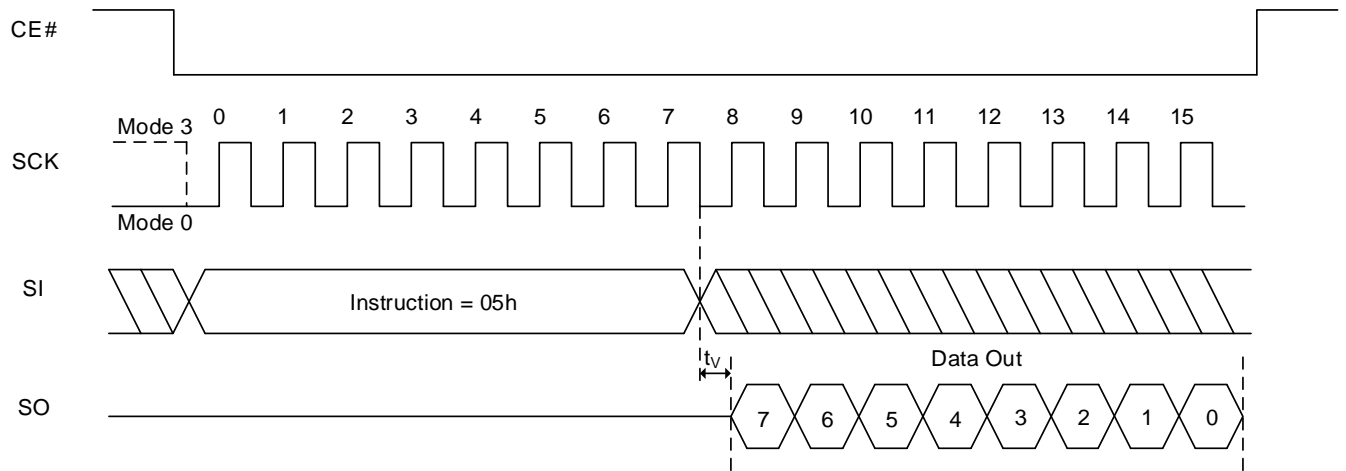 CE#
0 1 2 3 4 5 6 7 8 9 10 11 12 13 14 15
Mode 3
SCK
Mode 0
SI
Instruction = 05h
tV
Data Out
SO
7 6 5 4 3 2 1 0